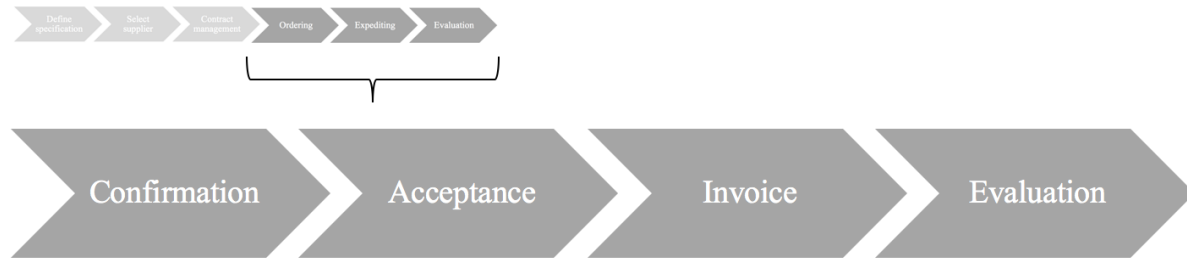 Define
specification
Select
supplier
Contract
management
Ordering
Expediting
Evaluation
Confirmation
Acceptance
Invoice
Evaluation